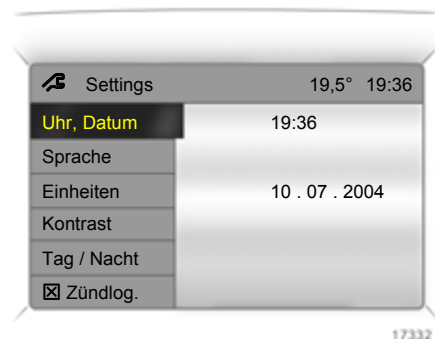 Settings 19,5° 19:36
Uhr, Datum 19:36
Sprache
Einheiten 10 . 07 . 2004
Kontrast
Tag / Nacht
Zündlog.
17332